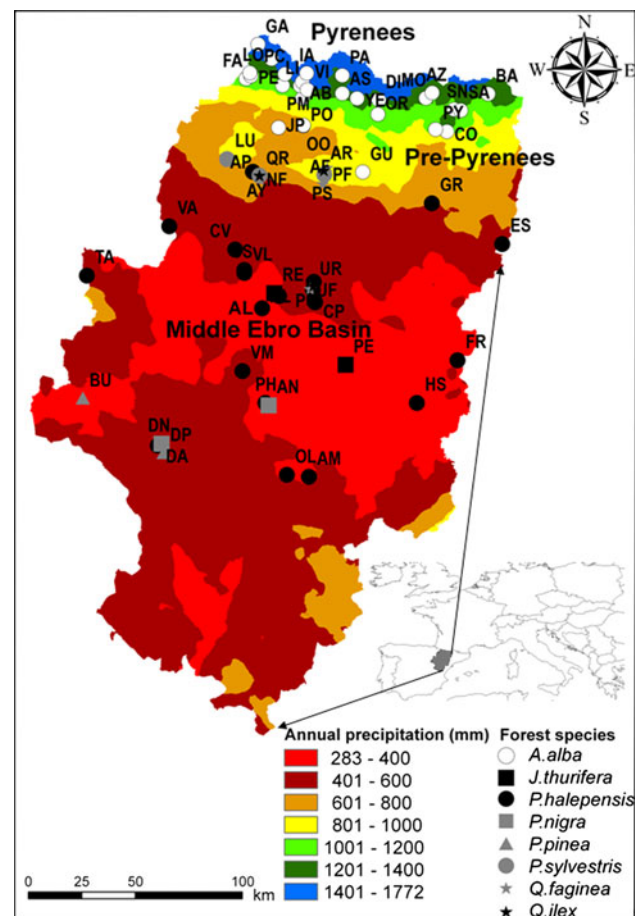 Pyrenees
GA
N
W
E
S
FA
LO
PC
IA
PA
PE
LI
VI
AS
DI
MO
AZ
BA
AB
YE
OR
SN
SA
PM
PO
PY
JP
CO
LU
OO
Pre-Pyrenees
AP
QR
AR
GU
AY
NF
AF
PF
PS
GR
VA
CV
ES
S
VL
TA
RE
UR
AL
CP
Middle Ebro Basin
VM
PE
FR
BU
PH
AN
HS
DN
DP
DA
OL
AM
Annual precipitation (mm)
283 - 400
401 - 600
601 - 800
801 - 1000
1001 - 1200
1201 - 1400
1401 - 1772
Forest species
A.alba
J.thurifera
P.halepensis
P.nigra
P.pinea
P.sylvestris
Q.faginea
Q.ilex
0 25 50 100
km